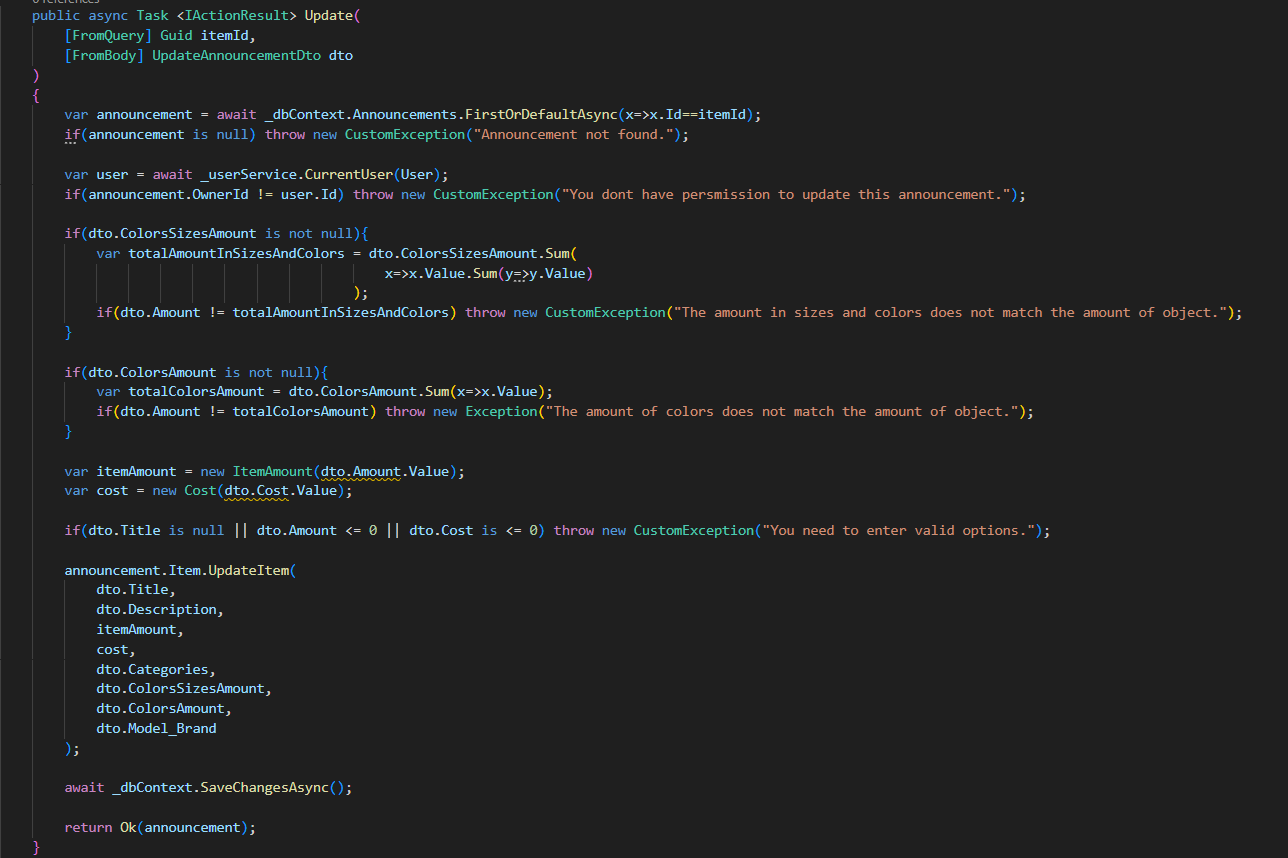 0 references
public async Task <IActionResult> Update(
[FromQuery] Guid itemId,
[FromBody] UpdateAnnouncementDto dto
)
{
var announcement = await _dbContext.Announcements.FirstOrDefaultAsync(x=>x.Id==itemId);
if(announcement is null) throw new CustomException("Announcement not found.");
var user = await _userService.CurrentUser(User);
if(announcement.OwnerId != user.Id) throw new CustomException("You dont have persmission to update this announcement.");
if(dto.ColorsSizesAmount is not null){
var totalAmountInSizesAndColors = dto.ColorsSizesAmount.Sum(
x=>x.Value.Sum(y=>y.Value)
);
if(dto.Amount != totalAmountInSizesAndColors) throw new CustomException("The amount in sizes and colors does not match the amount of object.");
}
if(dto.ColorsAmount is not null){
var totalColorsAmount = dto.ColorsAmount.Sum(x=>x.Value);
if(dto.Amount != totalColorsAmount) throw new Exception("The amount of colors does not match the amount of object.");
}
var itemAmount = new ItemAmount(dto.Amount.Value);
var cost = new Cost(dto.Cost.Value);
if(dto.Title is null || dto.Amount <= 0 || dto.Cost is <= 0) throw new CustomException("You need to enter valid options.");
announcement.Item.UpdateItem(
dto.Title,
dto.Description,
itemAmount,
cost,
dto.Categories,
dto.ColorsSizesAmount,
dto.ColorsAmount,
dto.Model_Brand
);
await _dbContext.SaveChangesAsync();
return Ok(announcement);
}